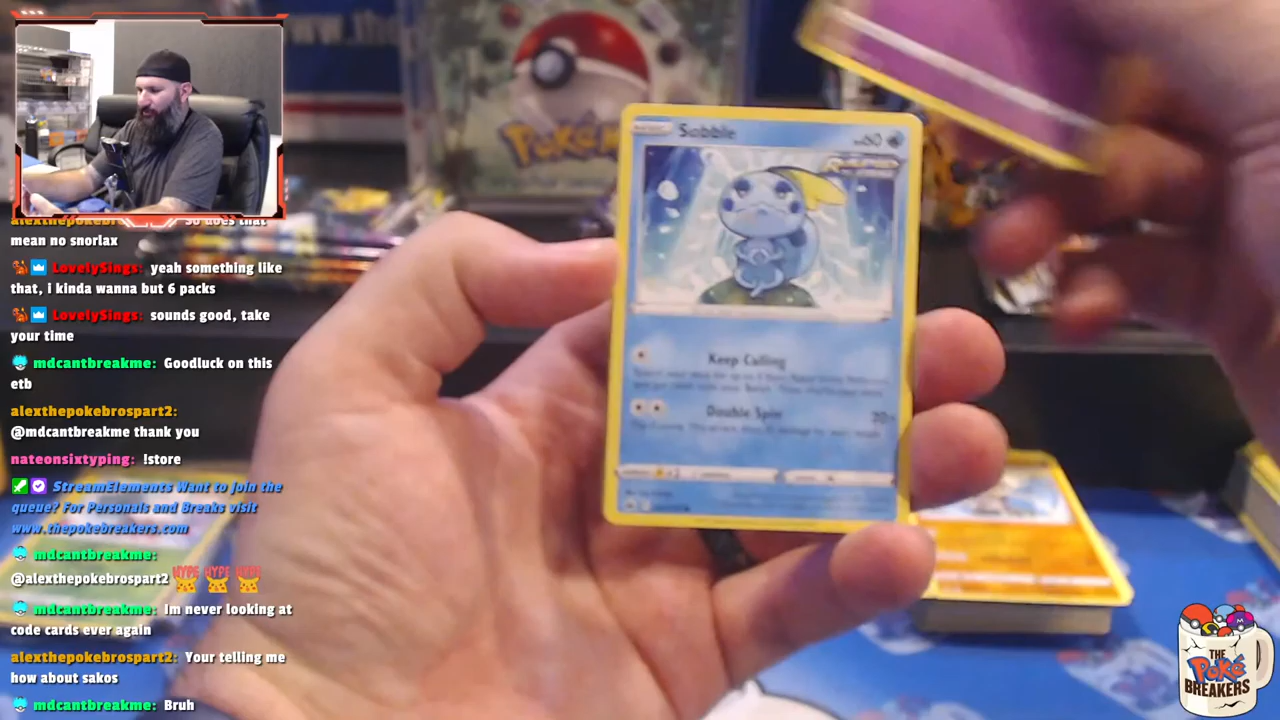 alexthepokebr So does that
mean no snorlax
LovelySings: yeah something like
that, i kinda wanna but 6 packs
LovelySings: sounds good, take
your time
mdcantbreakme: Goodluck on this
etb
alexthepokebrospart2:
@mdcantbreakme thank you
nateonsixtyping: !store
StreamElements Want to join the
queue? For Personals and Breaks visit
www.thepokebreakers.com
mdcantbreakme:
@alexthepokebrospart2 HYPE HYPE HYPE
mdcantbreakme: Im never looking at
code cards ever again
alexthepokebrospart2: Your telling me
how about sakos
mdcantbreakme: Bruh
Pokém
Sobble
60
Keep Calling
Double Spin
20×
THE
POKÉ
BREAKERS